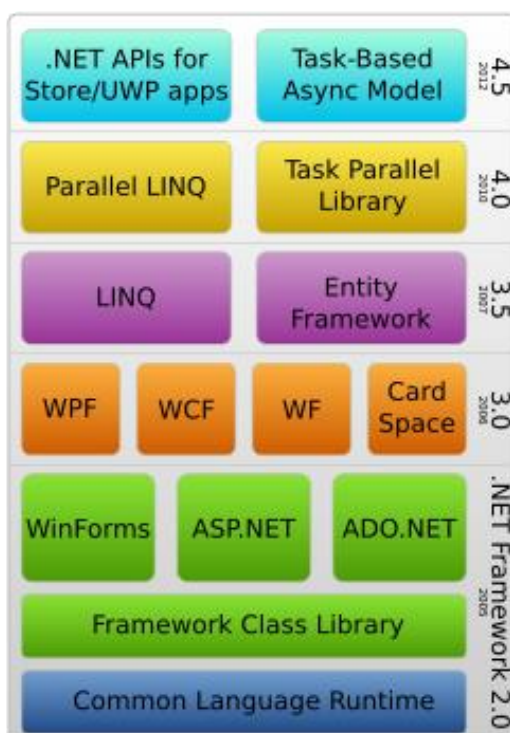 .NET APIs for
Store/UWP apps
Task-Based
Async Model
4.5
2012
Parallel LINQ
Task Parallel
Library
4.0
2010
LINQ
Entity
Framework
3.5
2007
WPF
WCF
WF
Card
Space
3.0
2006
WinForms
ASP.NET
ADO.NET
Framework Class Library
Common Language Runtime
.NET Framework 2.0
2005